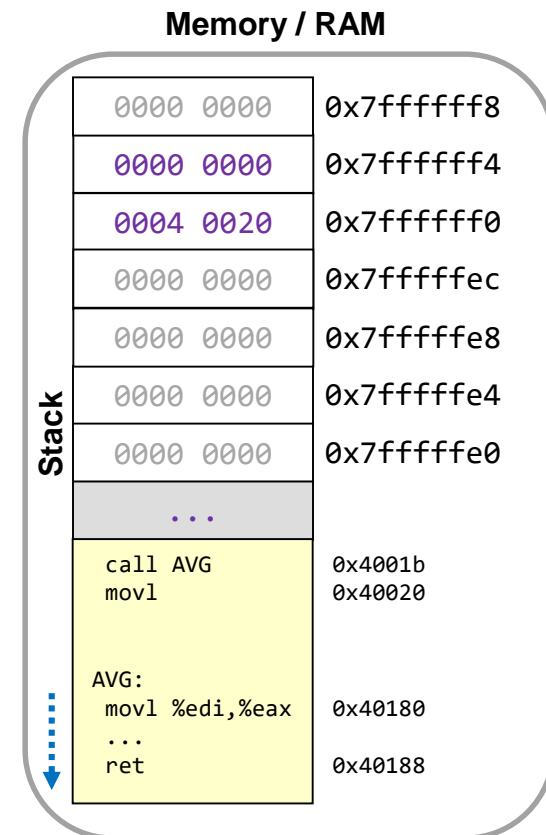 Memory / RAM
0000 0000 0x7ffffff8
0000 0000 0x7ffffff4
0004 0020 0x7ffffff0
0000 0000 0x7fffffec
0000 0000 0x7fffffe8
0000 0000 0x7fffffe4
0000 0000 0x7fffffe0
Stack
...
call AVG 0x4001b
movl 0x40020
AVG:
movl %edi,%eax 0x40180
...
ret 0x40188